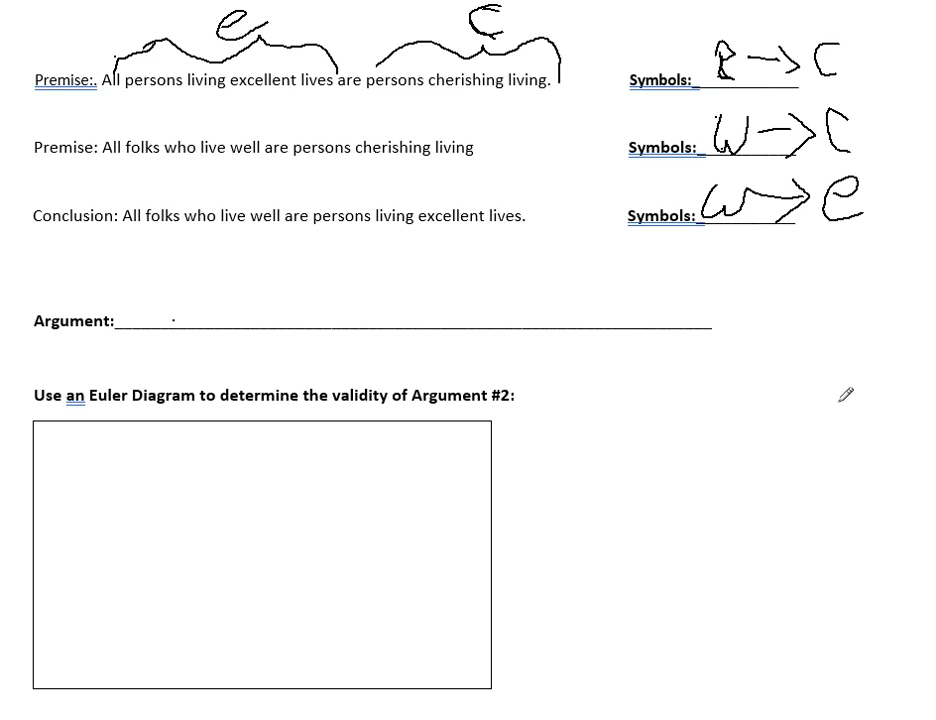 e C
Premise:. All persons living excellent lives are persons cherishing living. Symbols: → C
Premise: All folks who live well are persons cherishing living Symbols: W → C
Conclusion: All folks who live well are persons living excellent lives. Symbols: W → e
Argument:
Use an Euler Diagram to determine the validity of Argument #2: